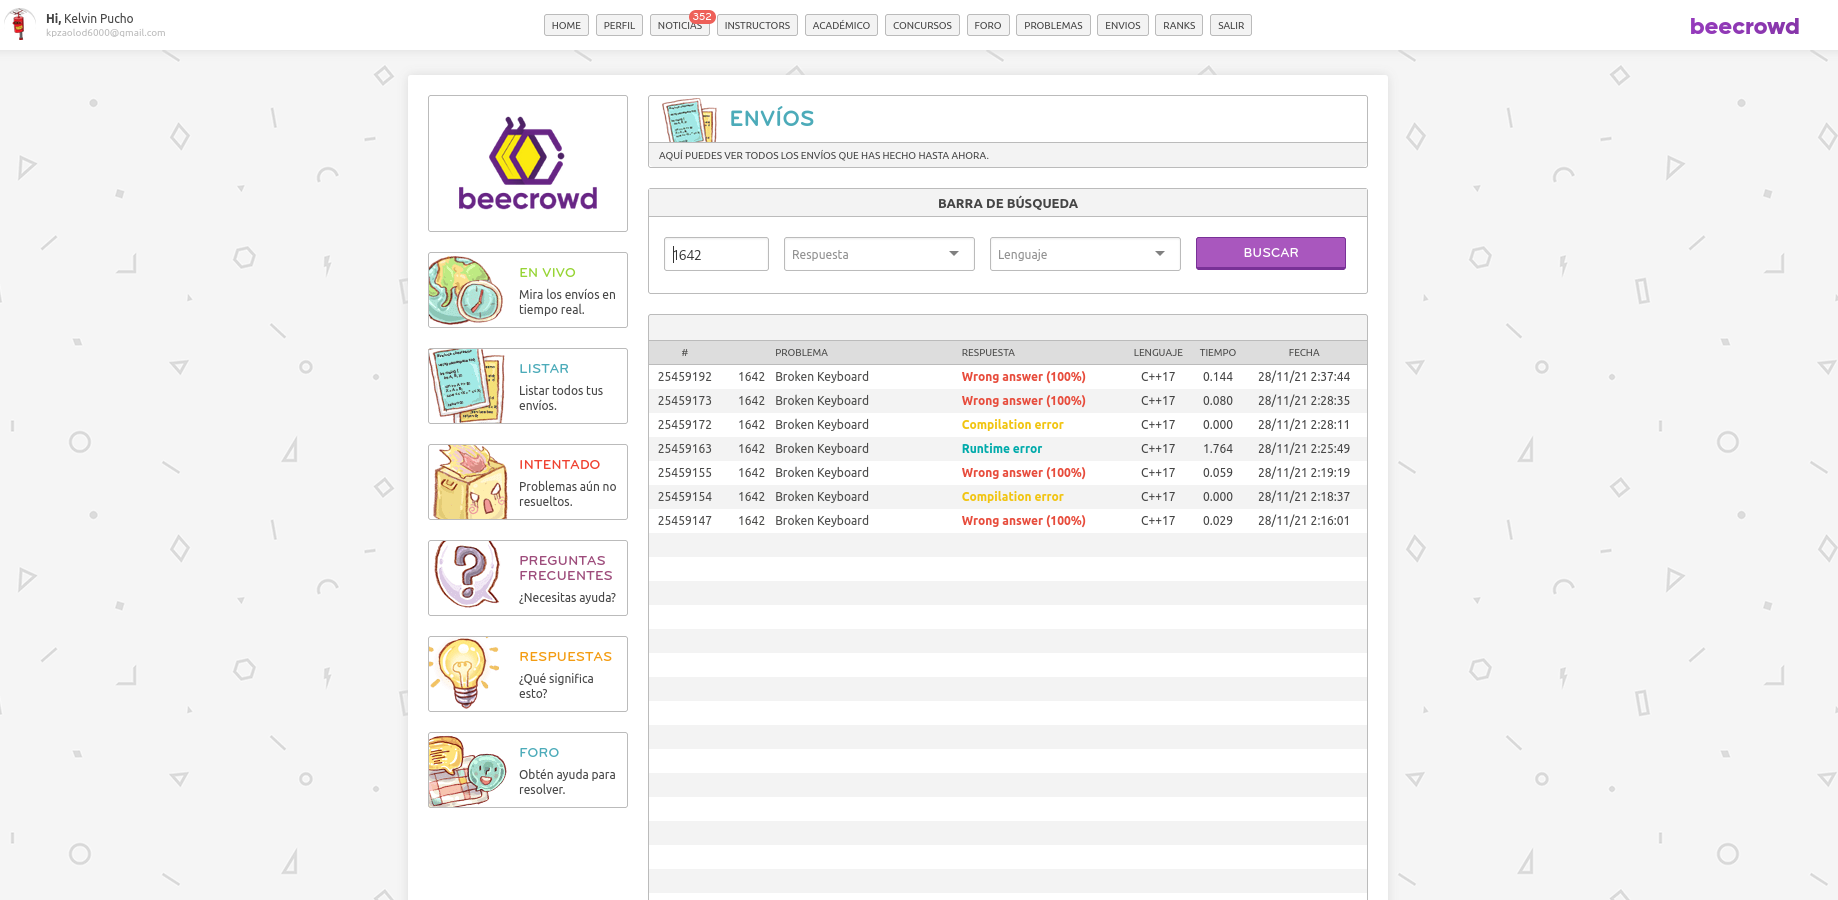 Hi, Kelvin Pucho
kpzaolod6000@gmail.com
HOME PERFIL NOTICIAS 352 INSTRUCTORS ACADÉMICO CONCURSOS FORO PROBLEMAS ENVIOS RANKS SALIR
beecrowd
beecrowd
EN VIVO
Mira los envíos en
tiempo real.
LISTAR
Listar todos tus
envíos.
INTENTADO
Problemas aún no
resueltos.
PREGUNTAS
FRECUENTES
¿Necesitas ayuda?
RESPUESTAS
¿Qué significa
esto?
FORO
Obtén ayuda para
resolver.
ENVÍOS
AQUÍ PUEDES VER TODOS LOS ENVÍOS QUE HAS HECHO HASTA AHORA.
BARRA DE BÚSQUEDA
1642 Respuesta Lenguaje BUSCAR
# PROBLEMA RESPUESTA LENGUAJE TIEMPO FECHA
25459192 1642 Broken Keyboard Wrong answer (100%) C++17 0.144 28/11/21 2:37:44
25459173 1642 Broken Keyboard Wrong answer (100%) C++17 0.080 28/11/21 2:28:35
25459172 1642 Broken Keyboard Compilation error C++17 0.000 28/11/21 2:28:11
25459163 1642 Broken Keyboard Runtime error C++17 1.764 28/11/21 2:25:49
25459155 1642 Broken Keyboard Wrong answer (100%) C++17 0.059 28/11/21 2:19:19
25459154 1642 Broken Keyboard Compilation error C++17 0.000 28/11/21 2:18:37
25459147 1642 Broken Keyboard Wrong answer (100%) C++17 0.029 28/11/21 2:16:01